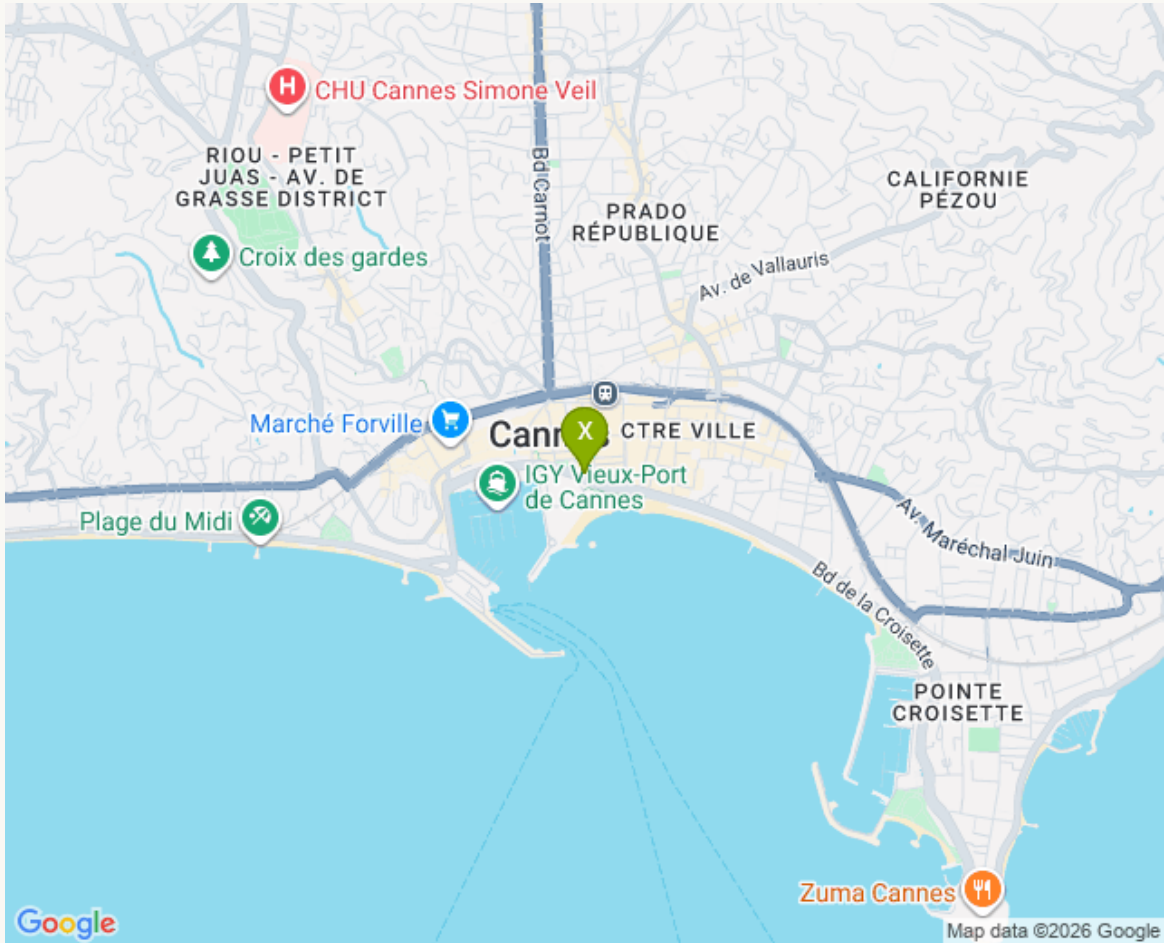 H
CHU Cannes Simone Veil
RIOU - PETIT
JUAS - AV. DE
GRASSE DISTRICT
Croix des gardes
Bd Carnot
PRADO
RÉPUBLIQUE
CALIFORNIE
PÉZOU
Av. de Vallauris
Marché Forville
Cannes
X
CTRE VILLE
IGY Vieux-Port
de Cannes
Plage du Midi
Av. Maréchal Juin
Bd de la Croisette
POINTE
CROISETTE
Zuma Cannes
Google
Map data ©2026 Google